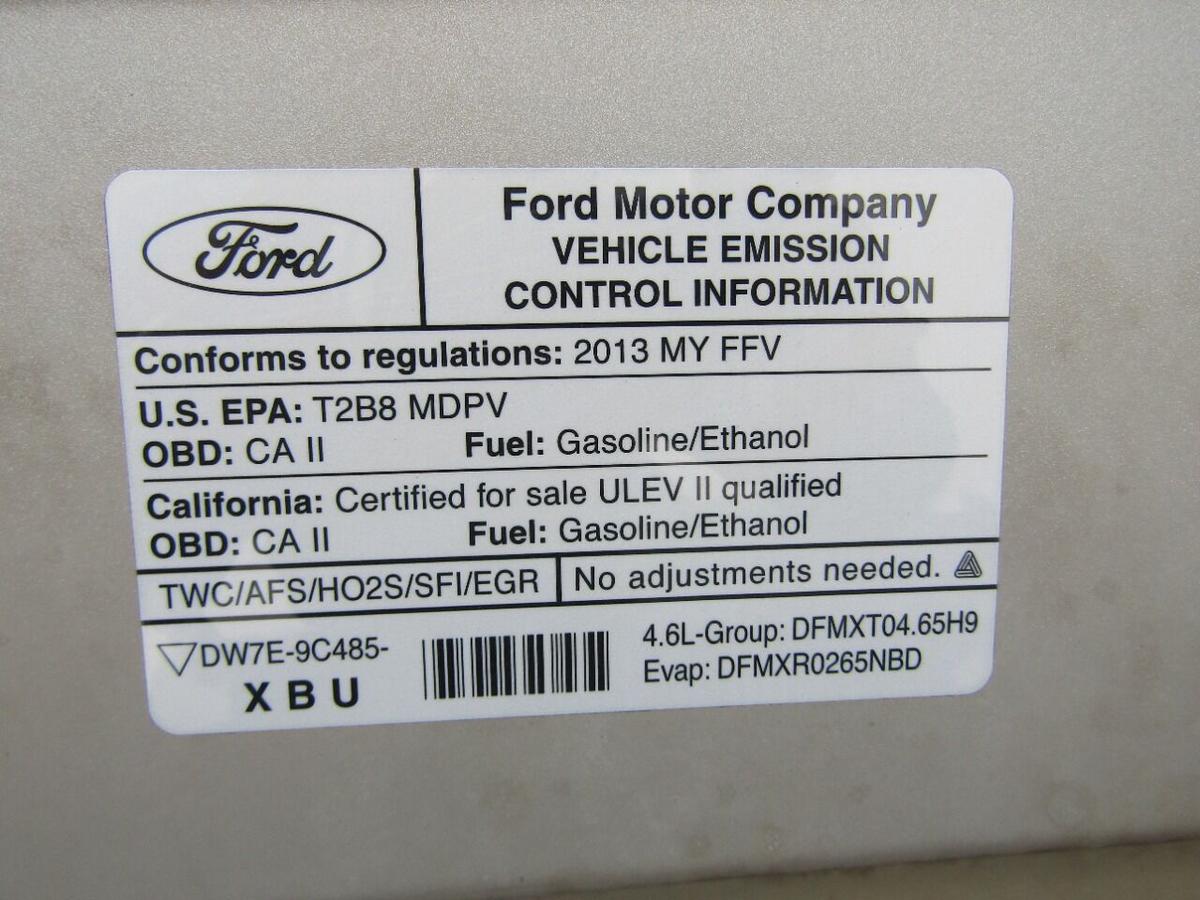 Ford
Ford Motor Company
VEHICLE EMISSION
CONTROL INFORMATION
Conforms to regulations: 2013 MY FFV
U.S. EPA: T2B8 MDPV
OBD: CA II Fuel: Gasoline/Ethanol
California: Certified for sale ULEV II qualified
OBD: CA II Fuel: Gasoline/Ethanol
TWC/AFS/HO2S/SFI/EGR No adjustments needed.
DW7E-9C485-
X B U
4.6L-Group: DFMXT04.65H9
Evap: DFMXR0265NBD